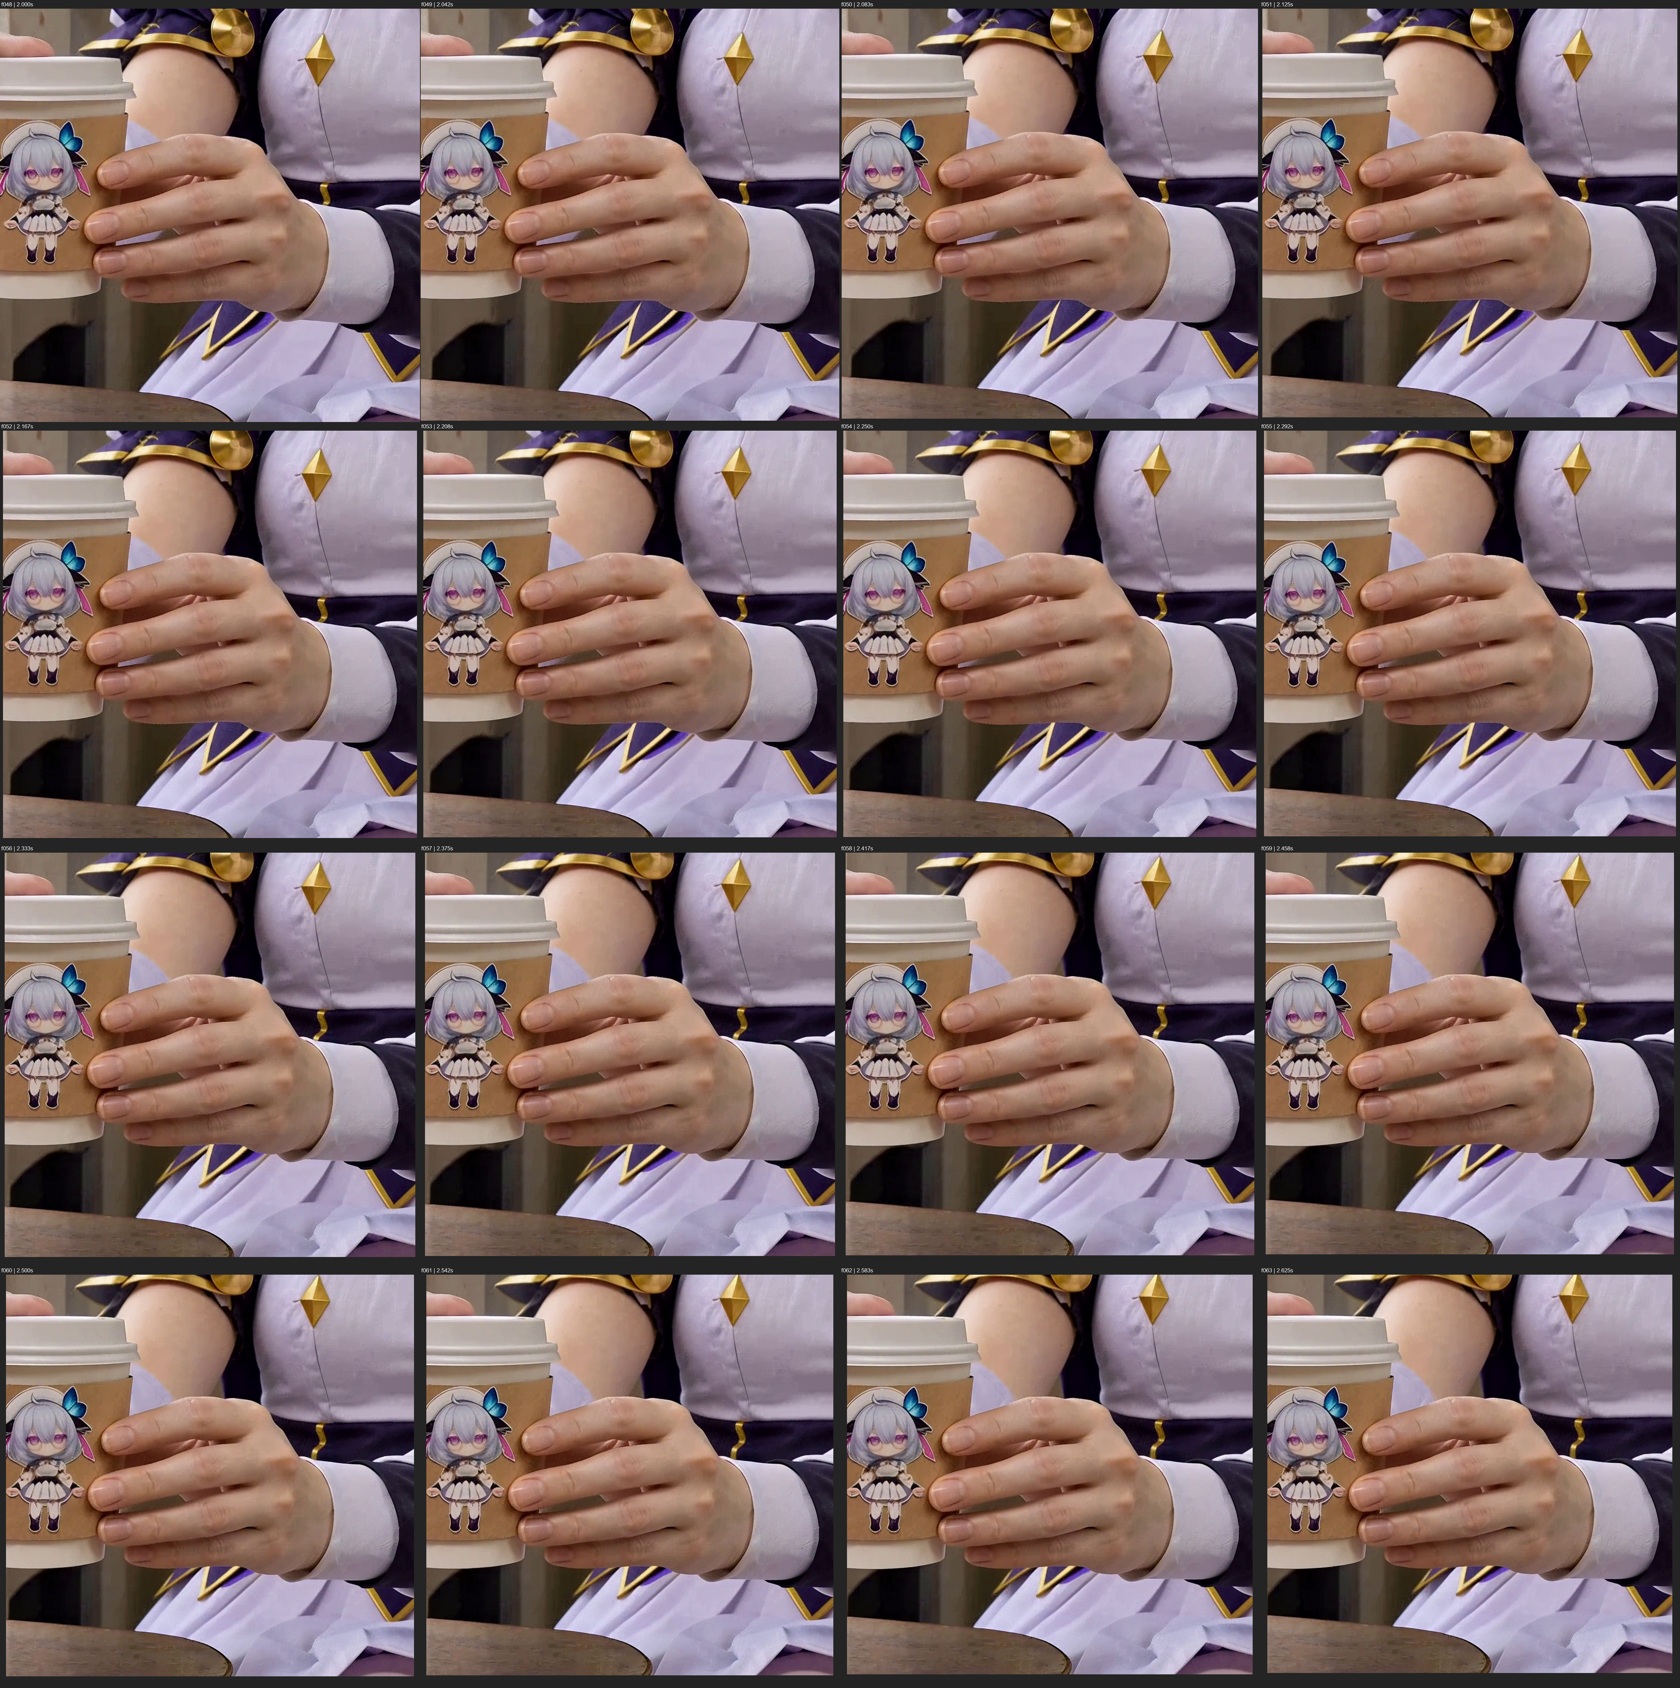 f048 | 2.000s
f049 | 2.042s
f050 | 2.083s
f051 | 2.125s
f052 | 2.167s
f053 | 2.208s
f054 | 2.250s
f055 | 2.292s
f056 | 2.333s
f057 | 2.375s
f058 | 2.417s
f059 | 2.458s
f060 | 2.500s
f061 | 2.542s
f062 | 2.583s
f063 | 2.625s